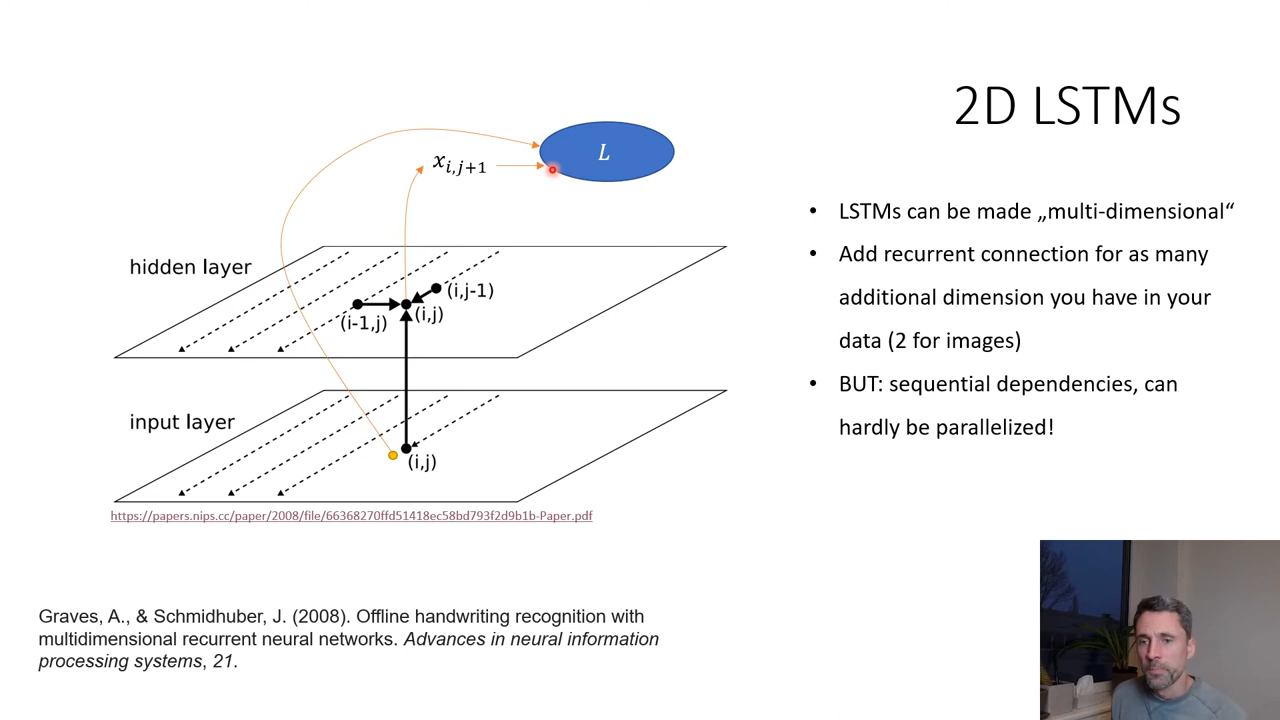 2D LSTMs
L
x_{i,j+1}
hidden layer
(i,j-1)
(i-1,j)
(i,j)
input layer
(i,j)
https://papers.nips.cc/paper/2008/file/66368270ffd51418ec58bd793f2d9b1b-Paper.pdf
• LSTMs can be made „multi-dimensional“
• Add recurrent connection for as many
additional dimension you have in your
data (2 for images)
• BUT: sequential dependencies, can
hardly be parallelized!
Graves, A., & Schmidhuber, J. (2008). Offline handwriting recognition with
multidimensional recurrent neural networks. Advances in neural information
processing systems, 21.